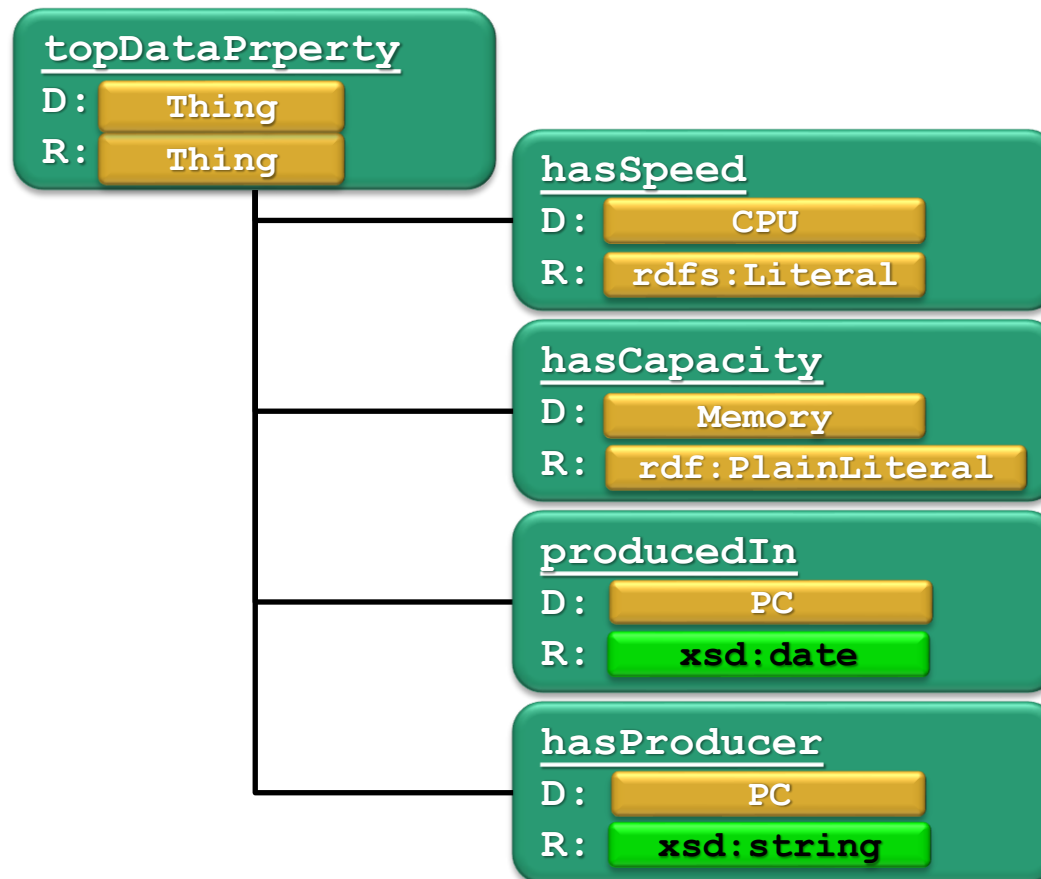 topDataPrperty
D: Thing
R: Thing
hasSpeed
D: CPU
R: rdfs:Literal
hasCapacity
D: Memory
R: rdf:PlainLiteral
producedIn
D: PC
R: xsd:date
hasProducer
D: PC
R: xsd:string